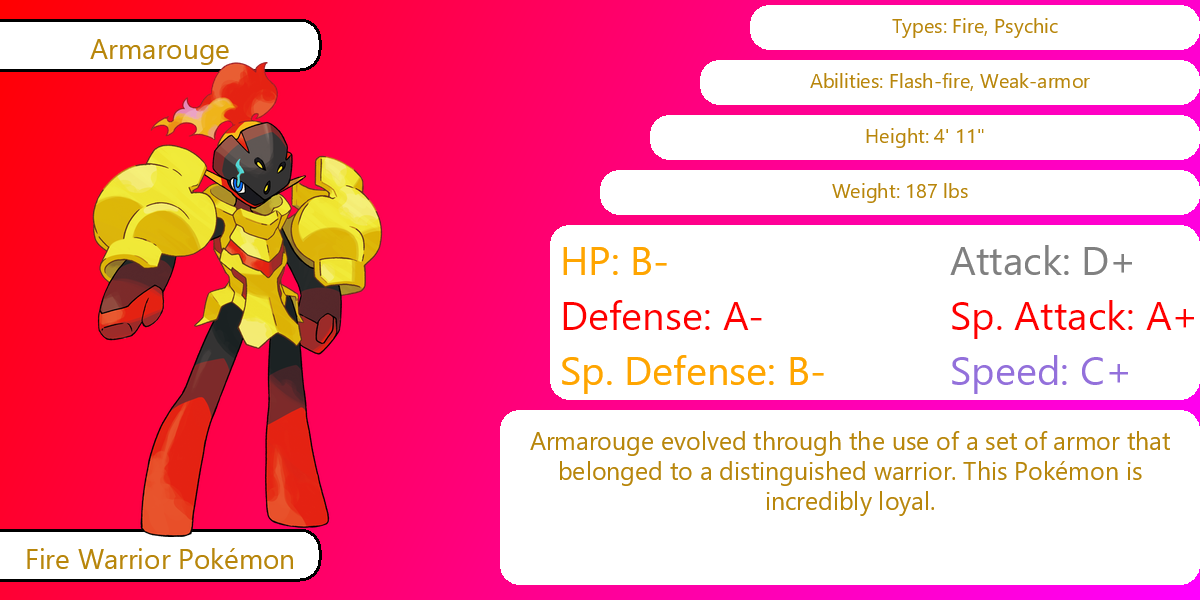 Armarouge
Types: Fire, Psychic
Abilities: Flash-fire, Weak-armor
Height: 4' 11"
Weight: 187 lbs
HP: B-
Attack: D+
Defense: A-
Sp. Attack: A+
Sp. Defense: B-
Speed: C+
Armarouge evolved through the use of a set of armor that
belonged to a distinguished warrior. This Pokémon is
incredibly loyal.
Fire Warrior Pokémon